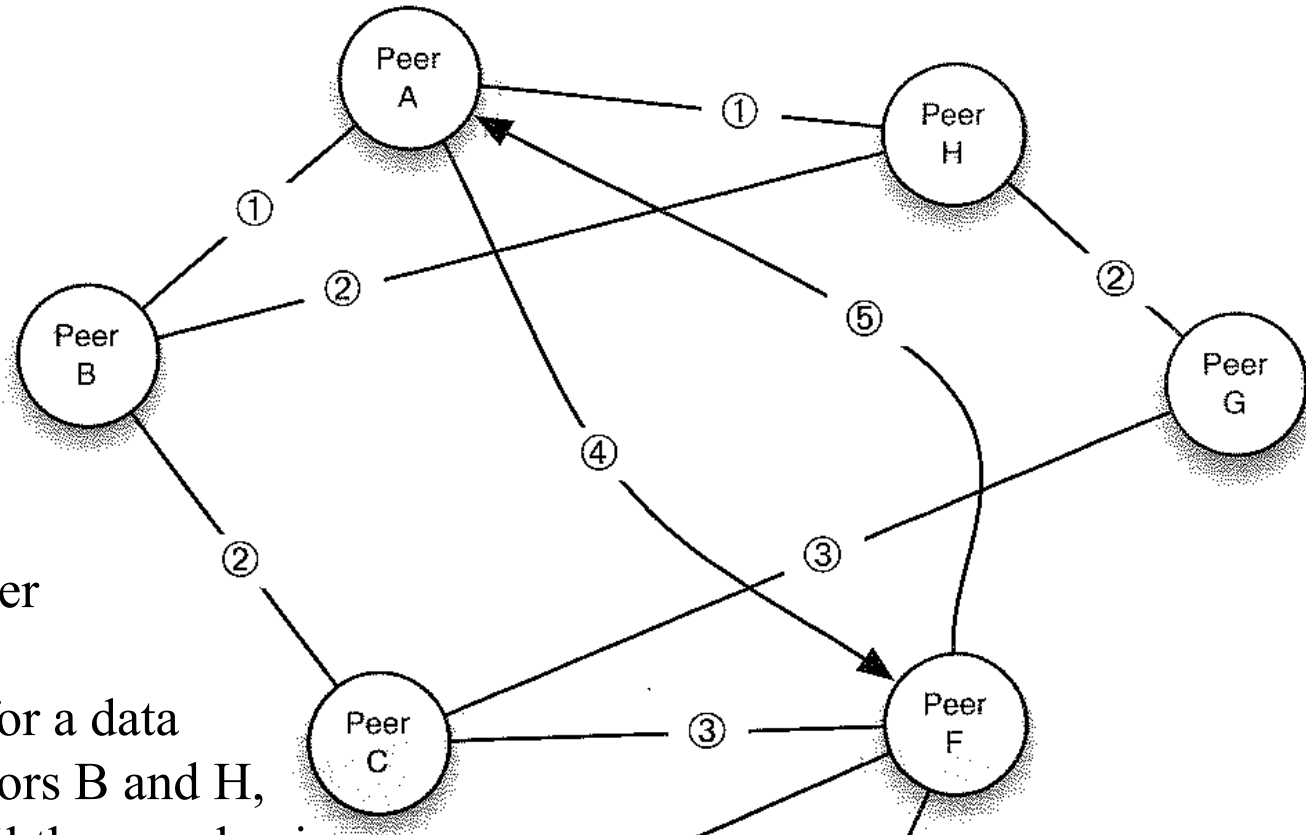 Peer
A
Peer
H
①
①
②
②
Peer
B
⑤
Peer
G
④
②
③
er
for a data
Peer
C
③
Peer
F
ors B and H,